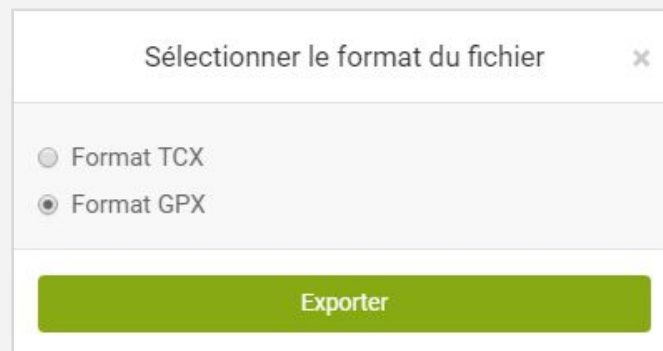 Sélectionner le format du fichier ×
Format TCX
Format GPX
Exporter